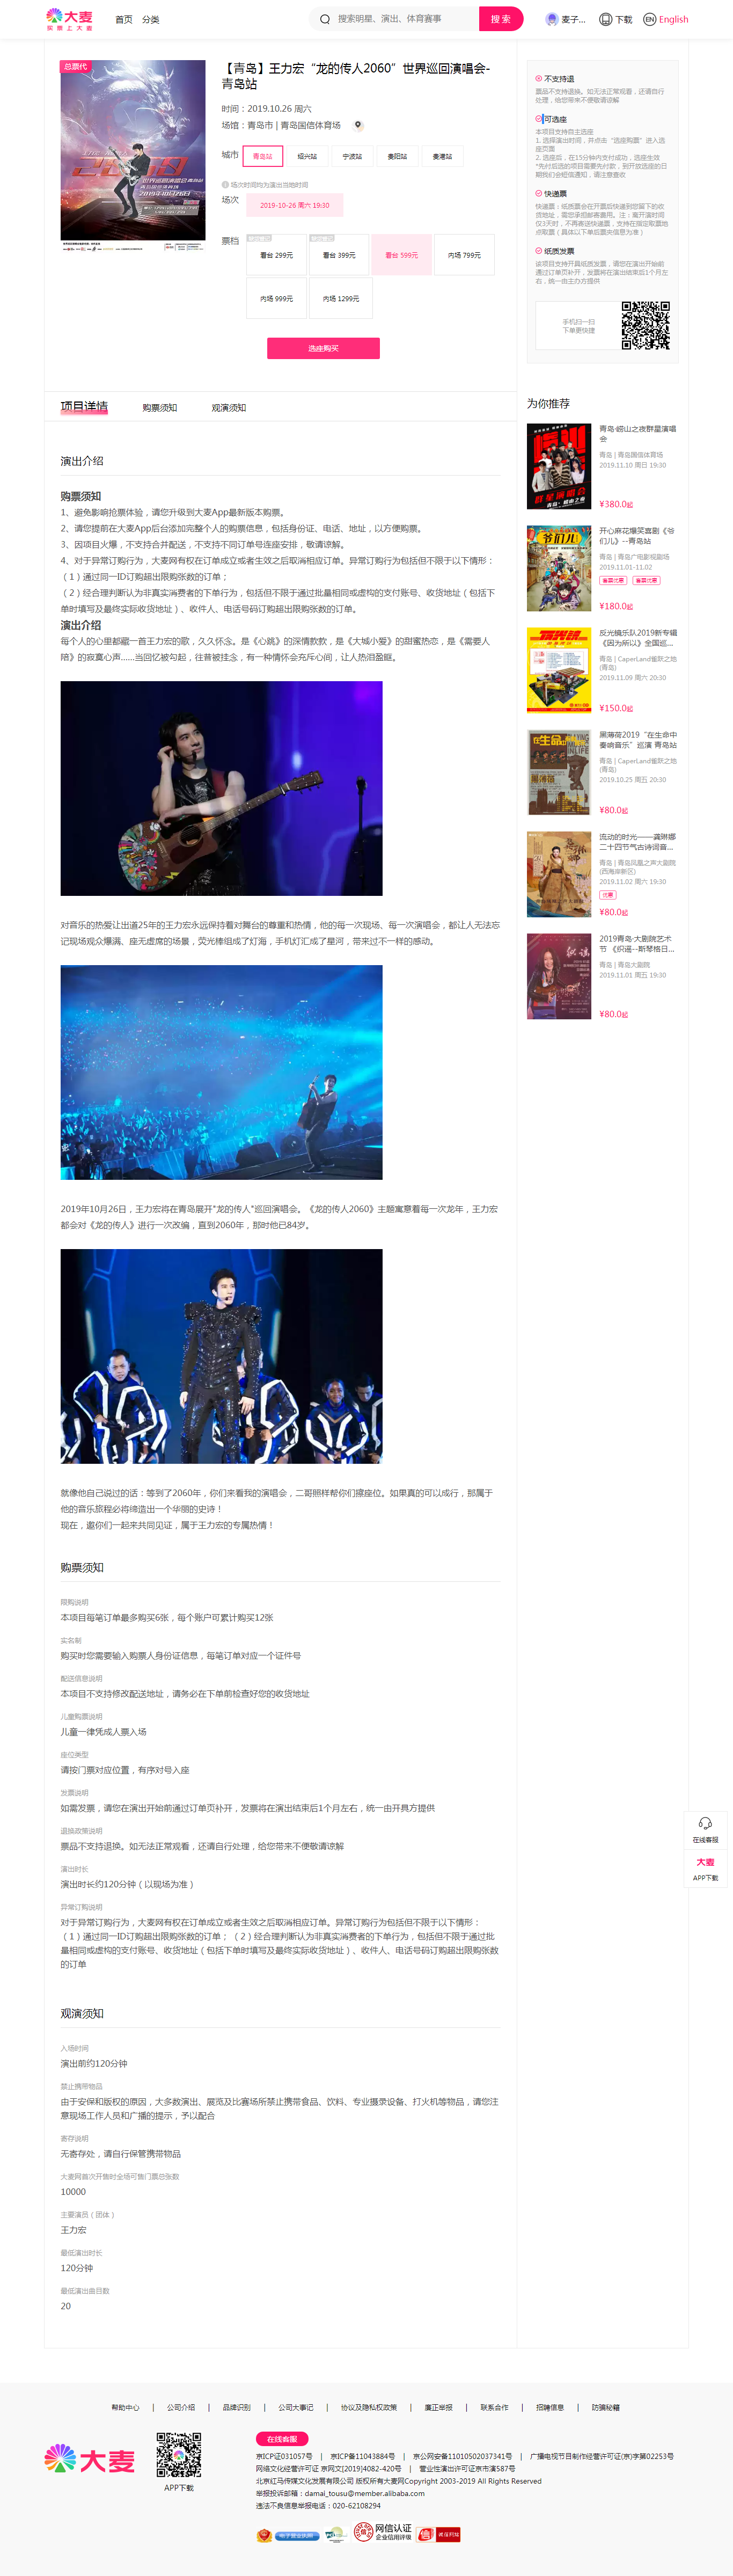 大麦
首页 分类
搜索明星、演出、体育赛事
搜索
麦子...
下载
EN English
总票代
【青岛】王力宏“龙的传人2060”世界巡回演唱会-
青岛站
时间：2019.10.26 周六
场馆：青岛市 | 青岛国信体育场
城市 青岛站 绍兴站 宁波站 襄阳站 秦港站
场次时间均为演出当地时间
场次 2019-10-26 周六 19:30
票档 看台 299元 看台 399元 看台 599元 内场 799元
内场 999元 内场 1299元
选座购买
不支持退
票品不支持退换。如无法正常观看，还请自行
处理，给您带来不便敬请谅解
可选座
本项目支持自主选座
1. 选择演出时间，并点击“选座购票”进入选
座页面
2. 选座后，在15分钟内支付成功，选座生效
*先付后选的项目需要先付款，到开放选座的日
期我们会短信通知，请注意查收
快递票
快递票：纸质票会在开票后快递到您留下的收
货地址，需您承担邮寄费用。注：离开演时间
仅3天时，不再寄送快递票，支持在指定取票地
点取票（具体以下单后票夹信息为准）
纸质发票
该项目支持开具纸质发票，请您在演出开始前
通过订单页补开，发票将在演出结束后1个月左
右，统一由主办方提供
手机扫一扫
下单更快捷
项目详情 购票须知 观演须知
演出介绍
购票须知
1、避免影响抢票体验，请您升级到大麦App最新版本购票。
2、请您提前在大麦App后台添加完整个人的购票信息，包括身份证、电话、地址，以方便购票。
3、因项目火爆，不支持合并配送，不支持不同订单号连座安排，敬请谅解。
4、对于异常订购行为，大麦网有权在订单成立或者生效之后取消相应订单。异常订购行为包括但不限于以下情形：
（1）通过同一ID订购超出限购张数的订单；
（2）经合理判断认为非真实消费者的下单行为，包括但不限于通过批量相同或虚构的支付账号、收货地址（包括下
单时填写及最终实际收货地址）、收件人、电话号码订购超出限购张数的订单。
演出介绍
每个人的心里都藏一首王力宏的歌，久久怀念。是《心跳》的深情款款，是《大城小爱》的甜蜜热恋，是《需要人
陪》的寂寞心声......当回忆被勾起，往昔被挂念，有一种情怀会充斥心间，让人热泪盈眶。
对音乐的热爱让出道25年的王力宏永远保持着对舞台的尊重和热情，他的每一次现场、每一次演唱会，都让人无法忘
记现场观众爆满、座无虚席的场景，荧光棒组成了灯海，手机灯汇成了星河，带来过不一样的感动。
2019年10月26日，王力宏将在青岛展开“龙的传人”巡回演唱会。《龙的传人2060》主题寓意着每一次龙年，王力宏
都会对《龙的传人》进行一次改编，直到2060年，那时他已84岁。
就像他自己说过的话：等到了2060年，你们来看我的演唱会，二哥照样帮你们擦座位。如果真的可以成行，那属于
他的音乐旅程必将缔造出一个华丽的史诗！
现在，邀你们一起来共同见证，属于王力宏的专属热情！
购票须知
限购说明
本项目每笔订单最多购买6张，每个账户可累计购买12张
实名制
购买时您需要输入购票人身份证信息，每笔订单对应一个证件号
配送信息说明
本项目不支持修改配送地址，请务必在下单前检查好您的收货地址
儿童购票说明
儿童一律凭成人票入场
座位类型
请按门票对应位置，有序对号入座
发票说明
如需发票，请您在演出开始前通过订单页补开，发票将在演出结束后1个月左右，统一由开具方提供
退换政策说明
票品不支持退换。如无法正常观看，还请自行处理，给您带来不便敬请谅解
演出时长
演出时长约120分钟（以现场为准）
异常订购说明
对于异常订购行为，大麦网有权在订单成立或者生效之后取消相应订单。异常订购行为包括但不限于以下情形：
（1）通过同一ID订购超出限购张数的订单； （2）经合理判断认为非真实消费者的下单行为，包括但不限于通过批
量相同或虚构的支付账号、收货地址（包括下单时填写及最终实际收货地址）、收件人、电话号码订购超出限购张数
的订单
观演须知
入场时间
演出前约120分钟
禁止携带物品
由于安保和版权的原因，大多数演出、展览及比赛场所禁止携带食品、饮料、专业摄录设备、打火机等物品，请您注
意现场工作人员和广播的提示，予以配合
寄存说明
无寄存处，请自行保管携带物品
大麦网首次开售时全场可售门票总张数
10000
主要演员（团体）
王力宏
最低演出时长
120分钟
最低演出曲目数
20
为你推荐
青岛·崂山之夜群星演唱
会
青岛 | 青岛国信体育场
2019.11.10 周日 19:30
¥380.0起
开心麻花爆笑喜剧《爷
们儿》--青岛站
青岛 | 青岛广电影视剧场
2019.11.01-11.02
¥180.0起
反光镜乐队2019新专辑
《因为所以》全国巡...
青岛 | CaperLand雀跃之地
(青岛)
2019.11.09 周六 20:30
¥150.0起
黑薄荷2019“在生命中
奏响音乐”巡演 青岛站
青岛 | CaperLand雀跃之地
(青岛)
2019.10.25 周五 20:30
¥80.0起
流动的时光——龚琳娜
二十四节气古诗词音...
青岛 | 青岛凤凰之声大剧院
(西海岸新区)
2019.11.02 周六 19:30
优惠
¥80.0起
2019青岛·大剧院艺术
节 《织谣--斯琴格日...
青岛 | 青岛大剧院
2019.11.01 周五 19:30
¥80.0起
在线客服
大麦
APP下载
帮助中心 | 公司介绍 | 品牌识别 | 公司大事记 | 协议及隐私权政策 | 廉正举报 | 联系合作 | 招聘信息 | 防骗秘籍
大麦
APP下载
在线客服
京ICP证031057号 | 京ICP备11043884号 | 京公网安备11010502037341号 | 广播电视节目制作经营许可证(京)字第02253号
网络文化经营许可证 京网文[2019]4082-420号 | 营业性演出许可证京市演587号
北京红马传媒文化发展有限公司 版权所有大麦网Copyright 2003-2019 All Rights Reserved
举报投诉邮箱：damai_tousu@member.alibaba.com
违法不良信息举报电话：020-62108294
网信认证
企业信用评级